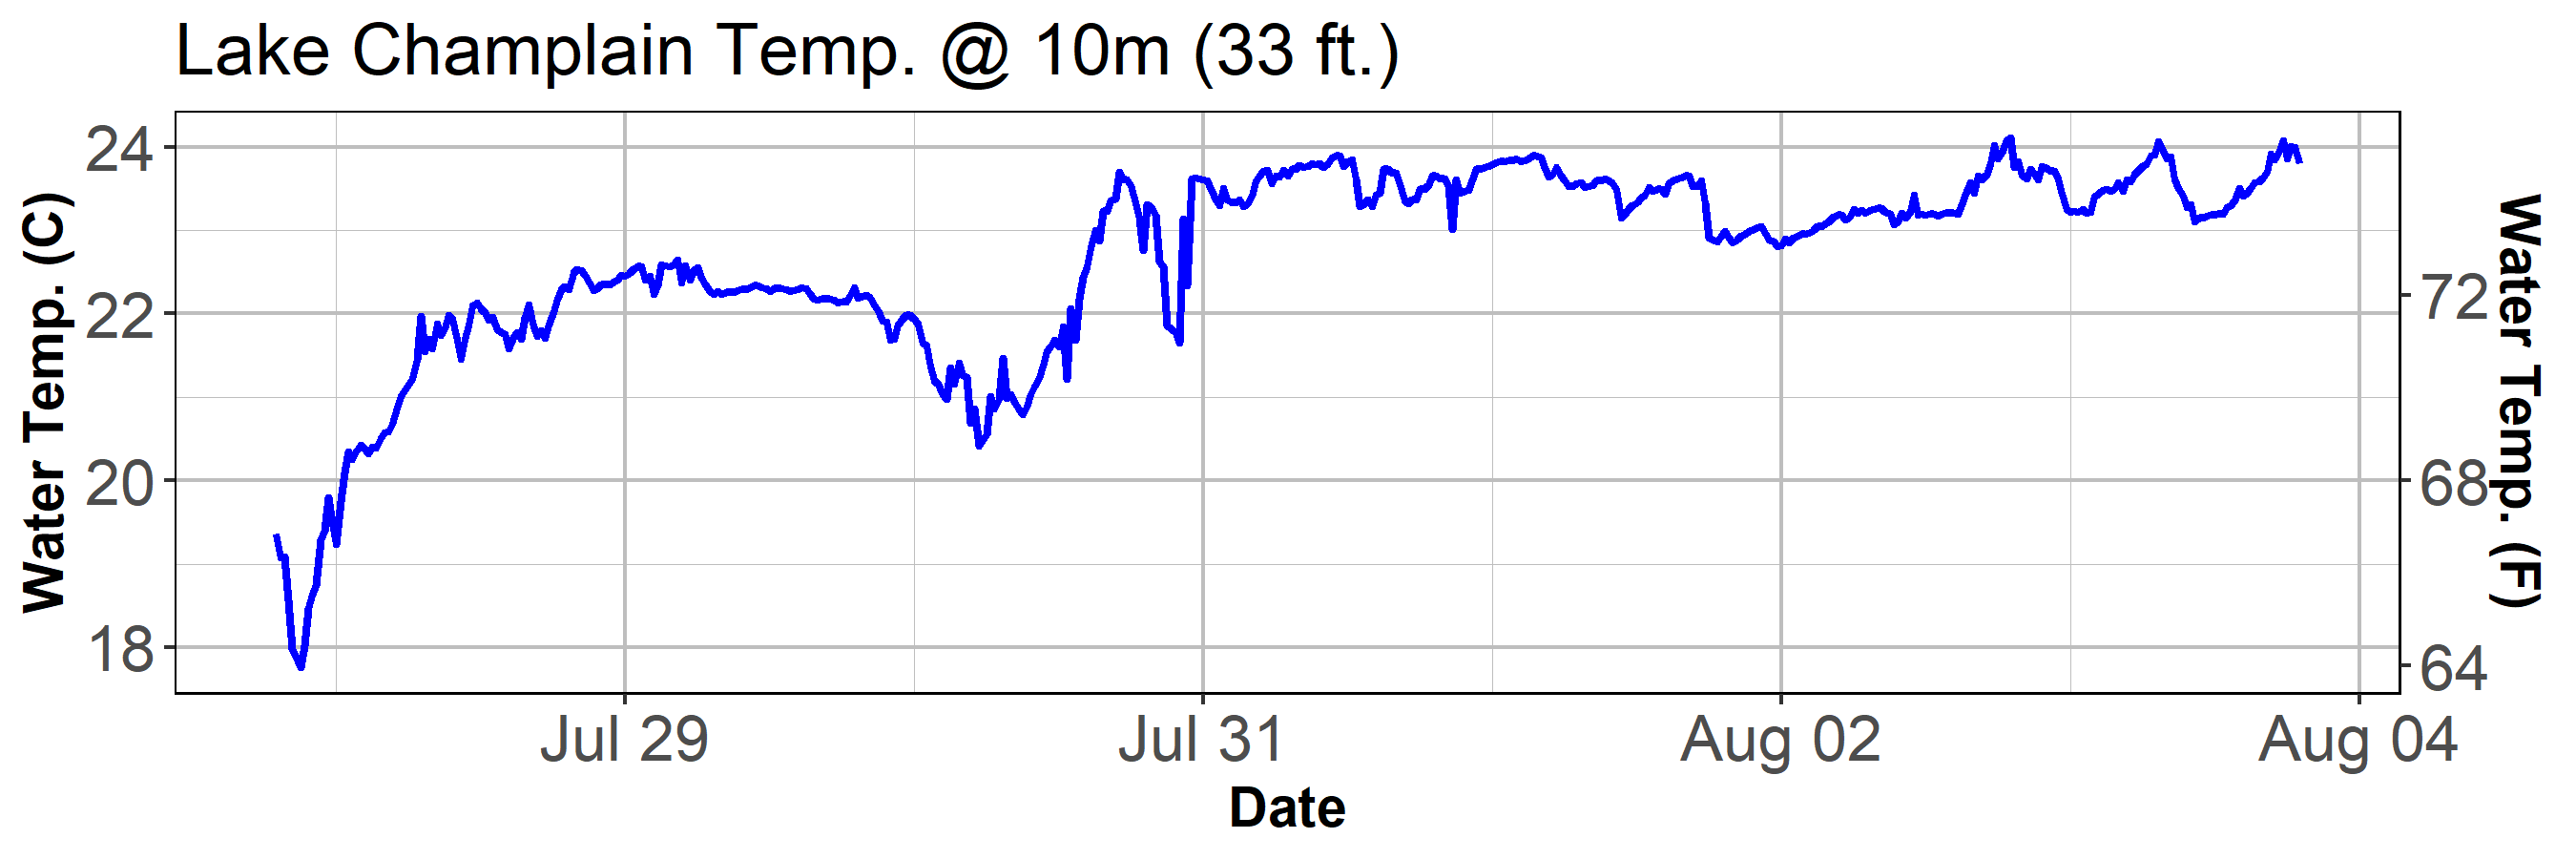 Lake Champlain Temp. @ 10m (33 ft.)
Water Temp. (C)
24
22
20
18
72
68
64
Water Temp. (F)
Jul 29
Jul 31
Aug 02
Aug 04
Date